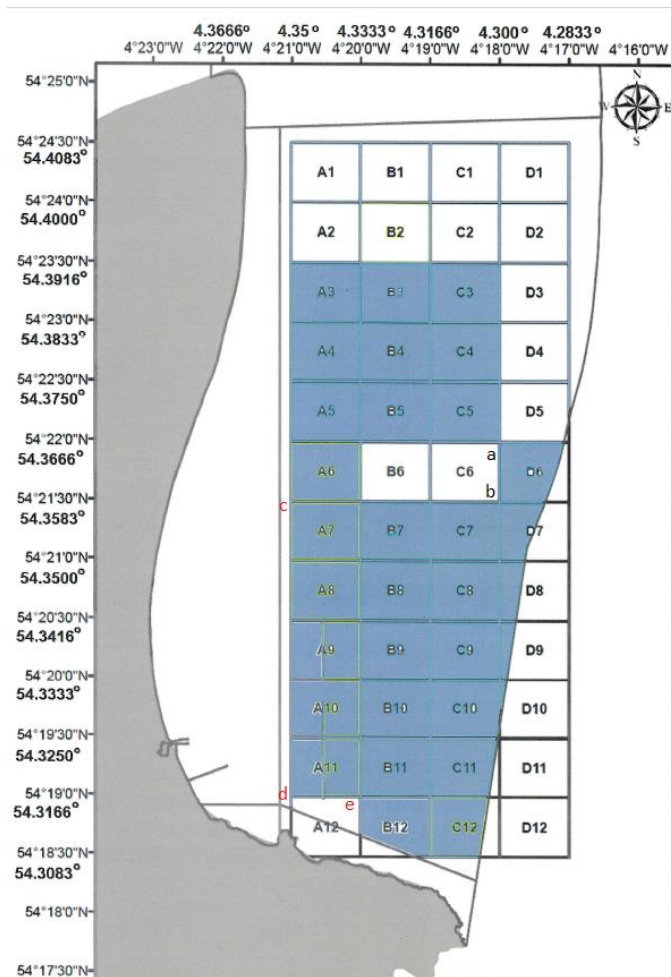 4.3666° 4.35° 4.3333° 4.3166° 4.300° 4.2833°
4°23'0"W 4°22'0"W 4°21'0"W 4°20'0"W 4°19'0"W 4°18'0"W 4°17'0"W 4°16'0"W
54°25'0"N
N
W E
S
54°24'30"N
54.4083°
A1 B1 C1 D1
54°24'0"N
54.4000°
A2 B2 C2 D2
54°23'30"N
54.3916°
A3 B3 C3 D3
54°23'0"N
54.3833°
A4 B4 C4 D4
54°22'30"N
54.3750°
A5 B5 C5 D5
54°22'0"N
54.3666°
a
A6 B6 C6 D6
b
54°21'30"N
c
54.3583°
A7 B7 C7 D7
54°21'0"N
54.3500°
A8 B8 C8 D8
54°20'30"N
54.3416°
A9 B9 C9 D9
54°20'0"N
54.3333°
A10 B10 C10 D10
54°19'30"N
54.3250°
A11 B11 C11 D11
54°19'0"N
d e
54.3166°
A12 B12 C12 D12
54°18'30"N
54.3083°
54°18'0"N
54°17'30"N